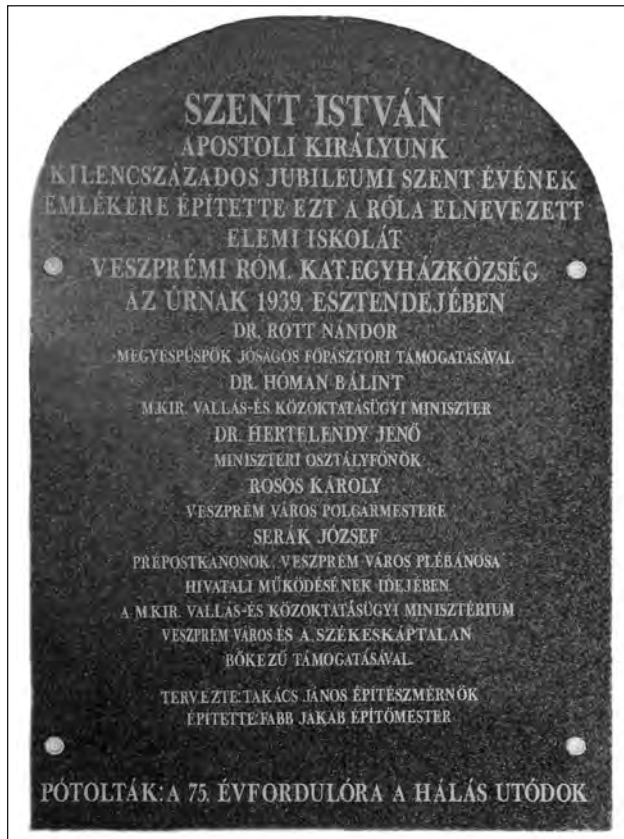 SZENT ISTVÁN
APOSTOLI KIRÁLYUNK
KILENCSZÁZADOS JUBILEUMI SZENT ÉVÉNEK
EMLÉKÉRE ÉPÍTETTE EZT A RÓLA ELNEVEZETT
ELEMI ISKOLÁT
VESZPRÉMI RÓM. KAT.EGYHÁZKÖZSÉG
AZ ÚRNAK 1939. ESZTENDEJÉBEN
DR. ROTT NÁNDOR
MEGYÉSPÜSPÖK JÓSÁGOS FŐPÁSZTORI TÁMOGATÁSÁVAL
DR. HÓMAN BÁLINT
M.KIR. VALLÁS-ÉS KÖZOKTATÁSÜGYI MINISZTER
DR. HERTELENDY JENŐ
MINISZTERI OSZTÁLYFŐNÖK
ROSOS KÁROLY
VESZPRÉM VÁROS POLGÁRMESTERE
SERÁK JÓZSEF
PRÉPOSTKANONOK, VESZPRÉM VÁROS PLÉBÁNOSA
HIVATALI MŰKÖDÉSÉNEK IDEJÉBEN
A M.KIR. VALLÁS-ÉS KÖZOKTATÁSÜGYI MINISZTÉRIUM
VESZPRÉM VÁROS ÉS A SZÉKESKÁPTALAN
BŐKEZŰ TÁMOGATÁSÁVAL.
TERVEZTE:TAKÁCS JÁNOS ÉPÍTÉSZMÉRNÖK
ÉPÍTETTE:FABB JAKAB ÉPÍTŐMESTER
PÓTOLTÁK: A 75. ÉVFORDULÓRA A HÁLÁS UTÓDOK